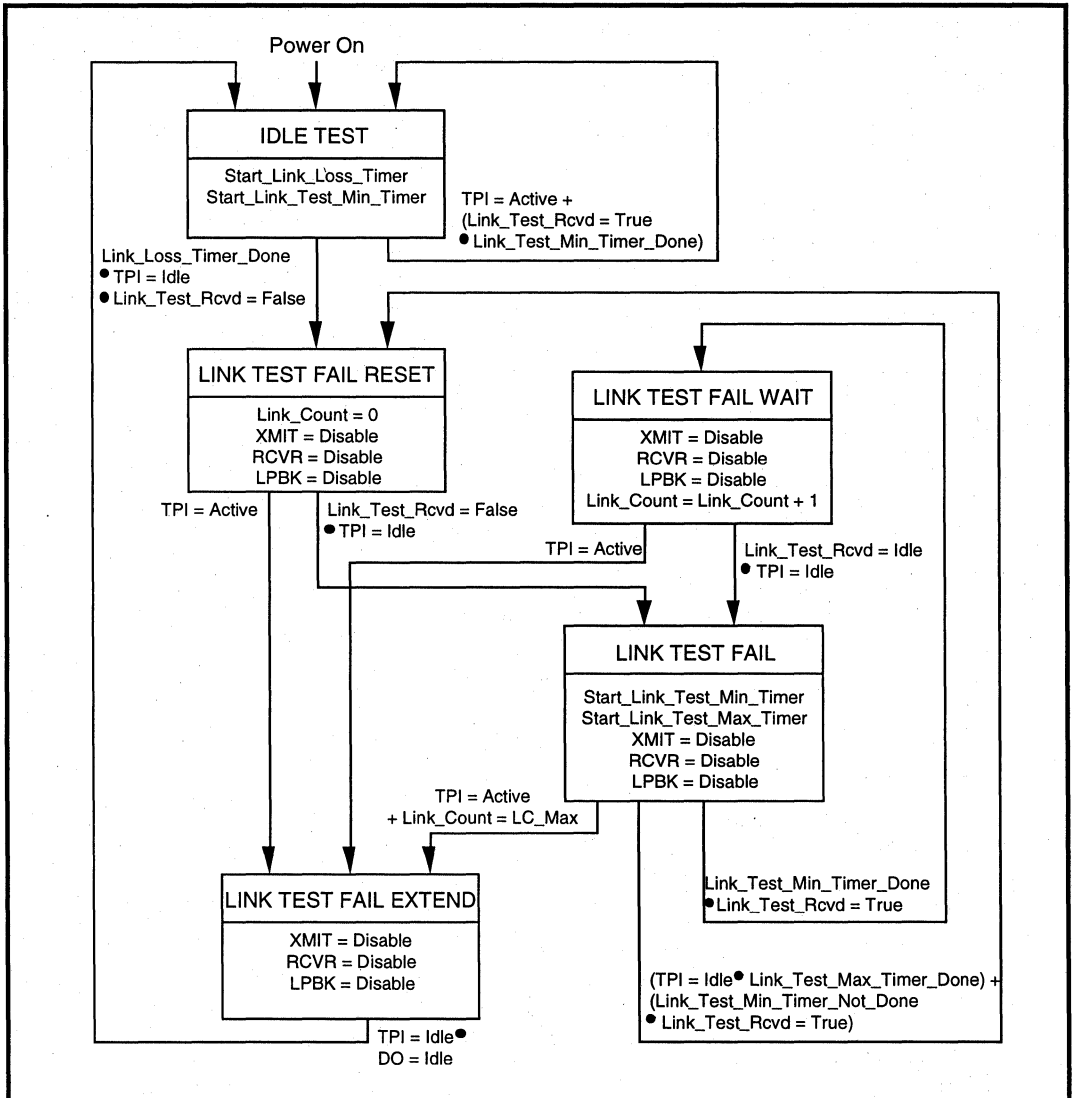 Power On
IDLE TEST
Start_Link_Loss_Timer
Start_Link_Test_Min_Timer
TPI = Active +
(Link_Test_Rcvd = True
● Link_Test_Min_Timer_Done)
Link_Loss_Timer_Done
● TPI = Idle
● Link_Test_Rcvd = False
LINK TEST FAIL RESET
Link_Count = 0
XMIT = Disable
RCVR = Disable
LPBK = Disable
LINK TEST FAIL WAIT
XMIT = Disable
RCVR = Disable
LPBK = Disable
Link_Count = Link_Count + 1
TPI = Active
Link_Test_Rcvd = False
● TPI = Idle
TPI = Active
Link_Test_Rcvd = Idle
● TPI = Idle
LINK TEST FAIL
Start_Link_Test_Min_Timer
Start_Link_Test_Max_Timer
XMIT = Disable
RCVR = Disable
LPBK = Disable
TPI = Active
+ Link_Count = LC_Max
LINK TEST FAIL EXTEND
XMIT = Disable
RCVR = Disable
LPBK = Disable
Link_Test_Min_Timer_Done
● Link_Test_Rcvd = True
(TPI = Idle ● Link_Test_Max_Timer_Done) +
(Link_Test_Min_Timer_Not_Done
● Link_Test_Rcvd = True)
TPI = Idle ●
DO = Idle